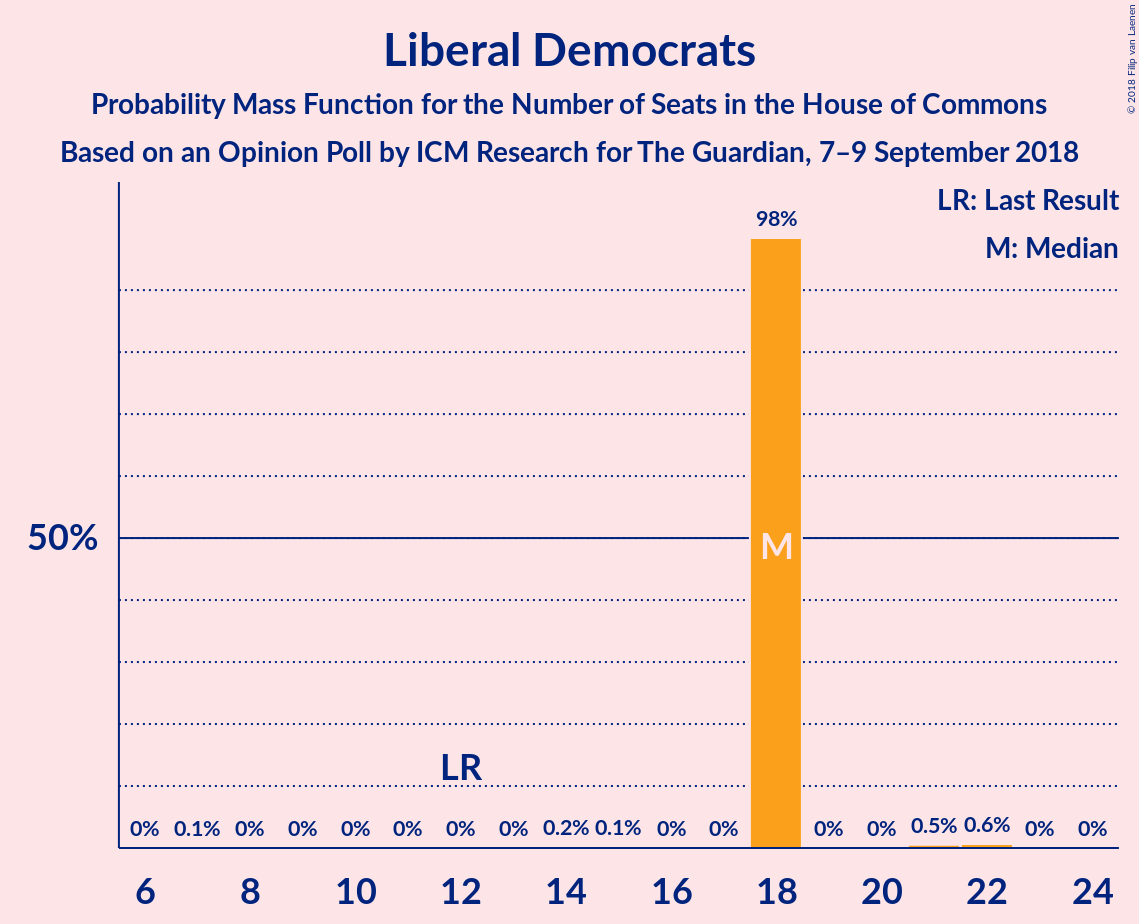 Liberal Democrats
Probability Mass Function for the Number of Seats in the House of Commons
Based on an Opinion Poll by ICM Research for The Guardian, 7–9 September 2018
© 2018 Filip van Laenen
LR: Last Result
M: Median
98%
50%
M
LR
0% 0.1% 0% 0% 0% 0% 0% 0% 0.2% 0.1% 0% 0% 0% 0% 0.5% 0.6% 0% 0%
6 8 10 12 14 16 18 20 22 24